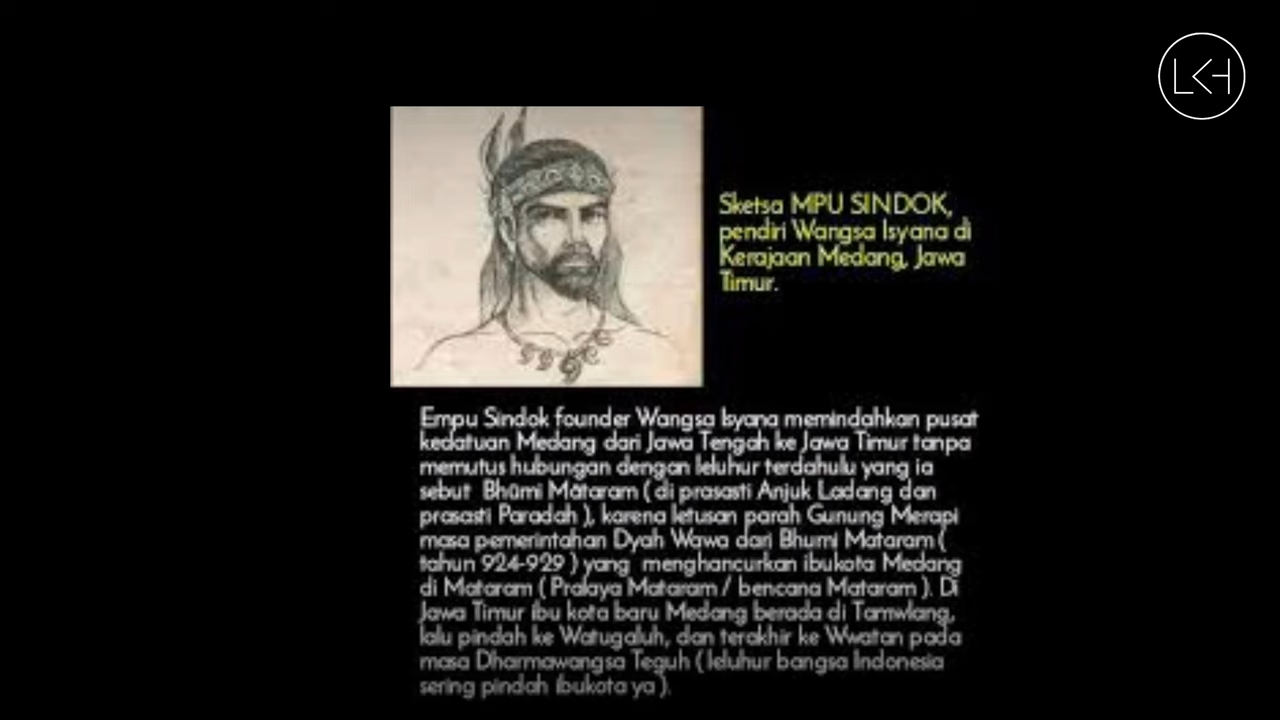 LKH
Sketsa MPU SINDOK,
pendiri Wangsa Isyana di
Kerajaan Medang, Jawa
Timur.
Empu Sindok founder Wangsa Isyana memindahkan pusat
kedatuan Medang dari Jawa Tengah ke Jawa Timur tanpa
memutus hubungan dengan leluhur terdahulu yang ia
sebut Bhūmi Mātaram ( di prasasti Anjuk Ladang dan
prasasti Paradah ), karena letusan parah Gunung Merapi
masa pemerintahan Dyah Wawa dari Bhumi Mataram (
tahun 924-929 ) yang menghancurkan ibukota Medang
di Mataram ( Pralaya Mataram / bencana Mataram ). Di
Jawa Timur ibu kota baru Medang berada di Tamwlang,
lalu pindah ke Watugaluh, dan terakhir ke Wwatan pada
masa Dharmawangsa Teguh ( leluhur bangsa Indonesia
sering pindah ibukota ya ).